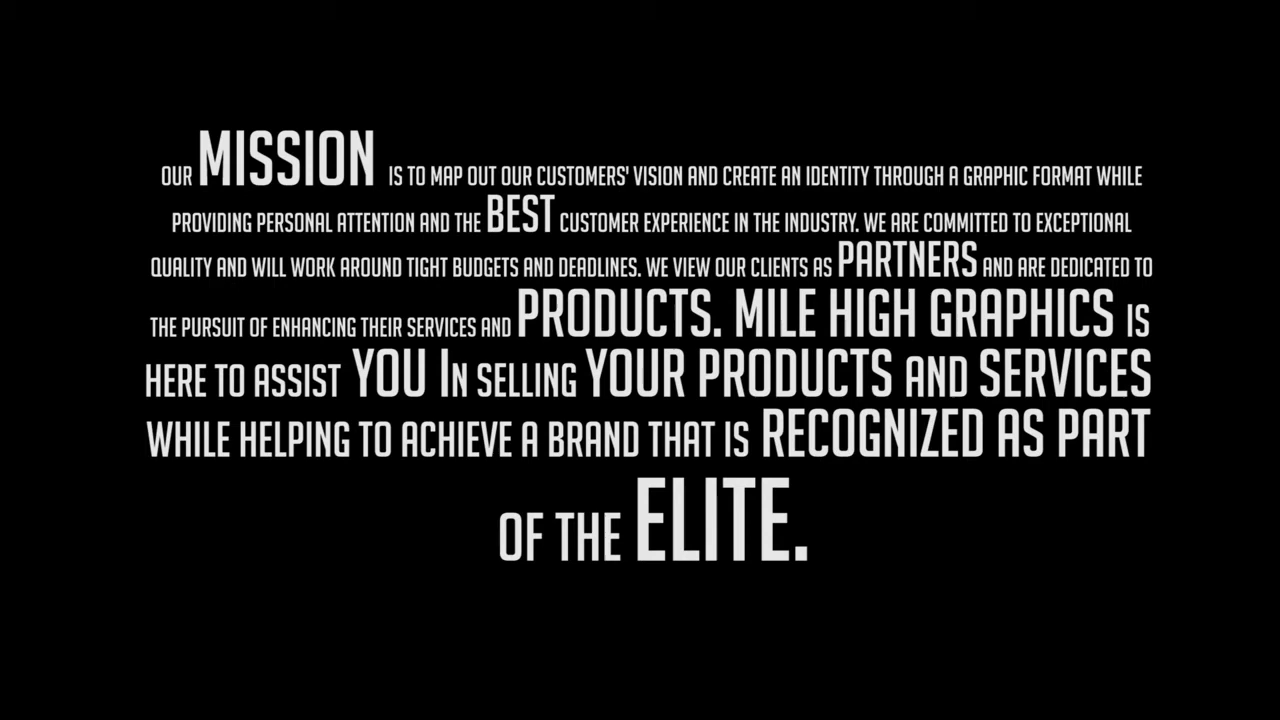 OUR MISSION IS TO MAP OUT OUR CUSTOMERS' VISION AND CREATE AN IDENTITY THROUGH A GRAPHIC FORMAT WHILE
PROVIDING PERSONAL ATTENTION AND THE BEST CUSTOMER EXPERIENCE IN THE INDUSTRY. WE ARE COMMITTED TO EXCEPTIONAL
QUALITY AND WILL WORK AROUND TIGHT BUDGETS AND DEADLINES. WE VIEW OUR CLIENTS AS PARTNERS AND ARE DEDICATED TO
THE PURSUIT OF ENHANCING THEIR SERVICES AND PRODUCTS. MILE HIGH GRAPHICS IS
HERE TO ASSIST YOU IN SELLING YOUR PRODUCTS AND SERVICES
WHILE HELPING TO ACHIEVE A BRAND THAT IS RECOGNIZED AS PART
OF THE ELITE.